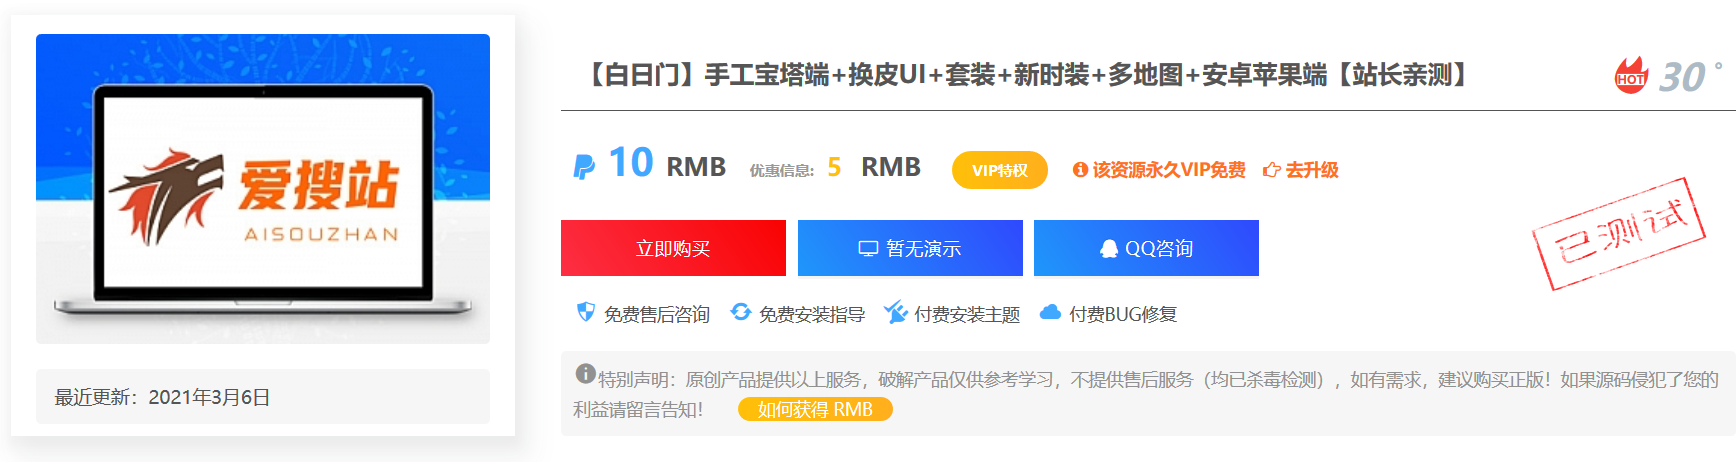 爱搜站
AISOUZHAN
最近更新：2021年3月6日
【白日门】手工宝塔端+换皮UI+套装+新时装+多地图+安卓苹果端【站长亲测】
HOT 30 °
10 RMB 优惠信息: 5 RMB VIP特权 该资源永久VIP免费 去升级
立即购买 暂无演示 QQ咨询
已测试
免费售后咨询 免费安装指导 付费安装主题 付费BUG修复
特别声明：原创产品提供以上服务，破解产品仅供参考学习，不提供售后服务（均已杀毒检测），如有需求，建议购买正版！如果源码侵犯了您的
利益请留言告知！ 如何获得 RMB